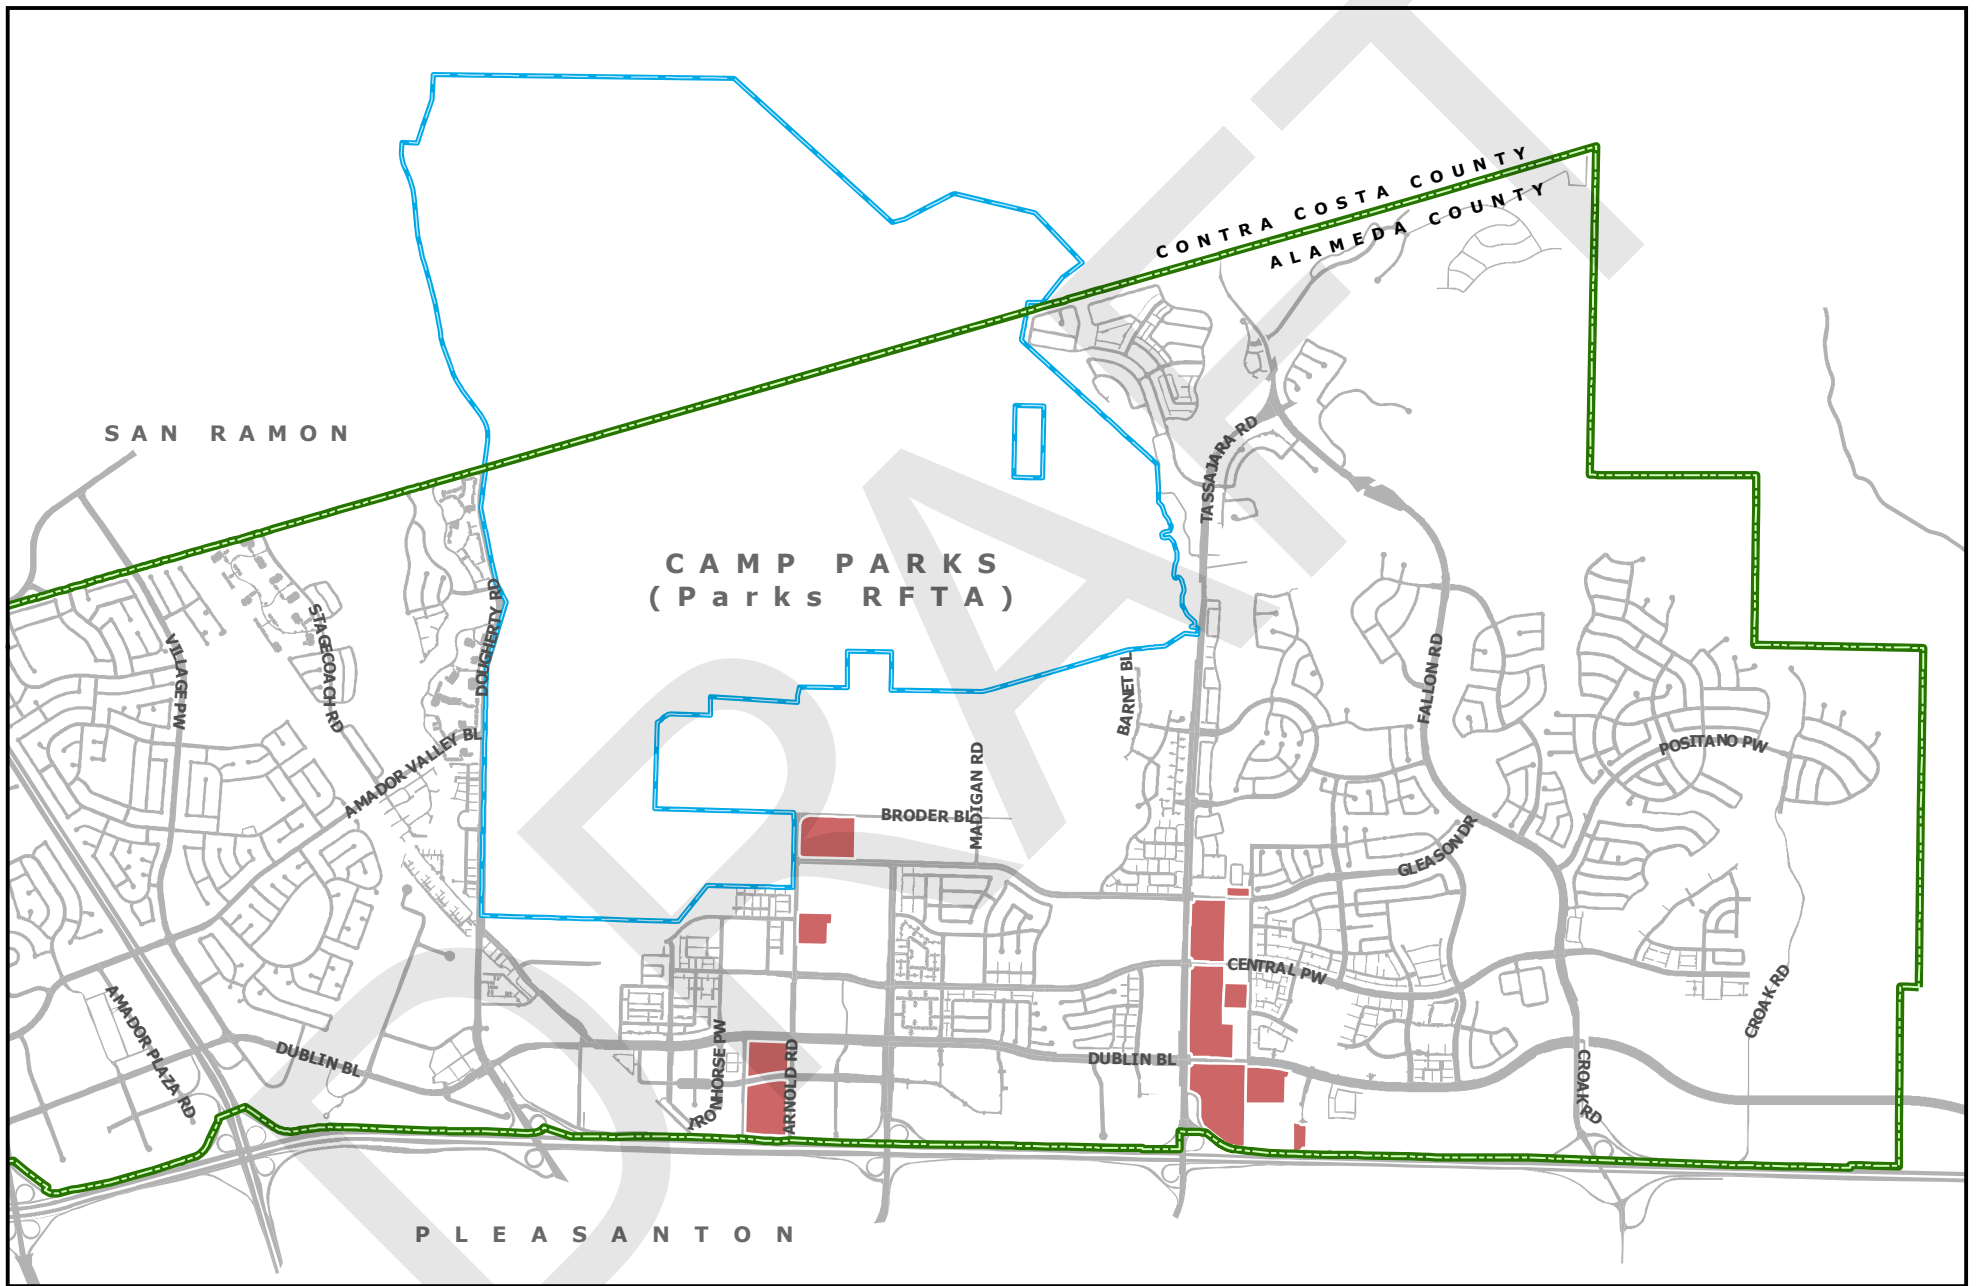 CONTRA COSTA COUNTY
ALAMEDA COUNTY
SAN RAMON
TASSAJARA RD
CAMP PARKS
(Parks RFTA)
DOUGHERTY RD
STAGECOACH RD
VILLAGE PW
FALLON RD
BARNET BL
AMADOR VALLEY BL
POSITANO PW
MADIGAN RD
BRODER BL
GLEASON DR
CENTRAL PW
CROAK RD
AMADOR PLAZA RD
DUBLIN BL
IRONHORSE PW
ARNOLD RD
DUBLIN BL
CROAK RD
PLEASANTON
DRAFT